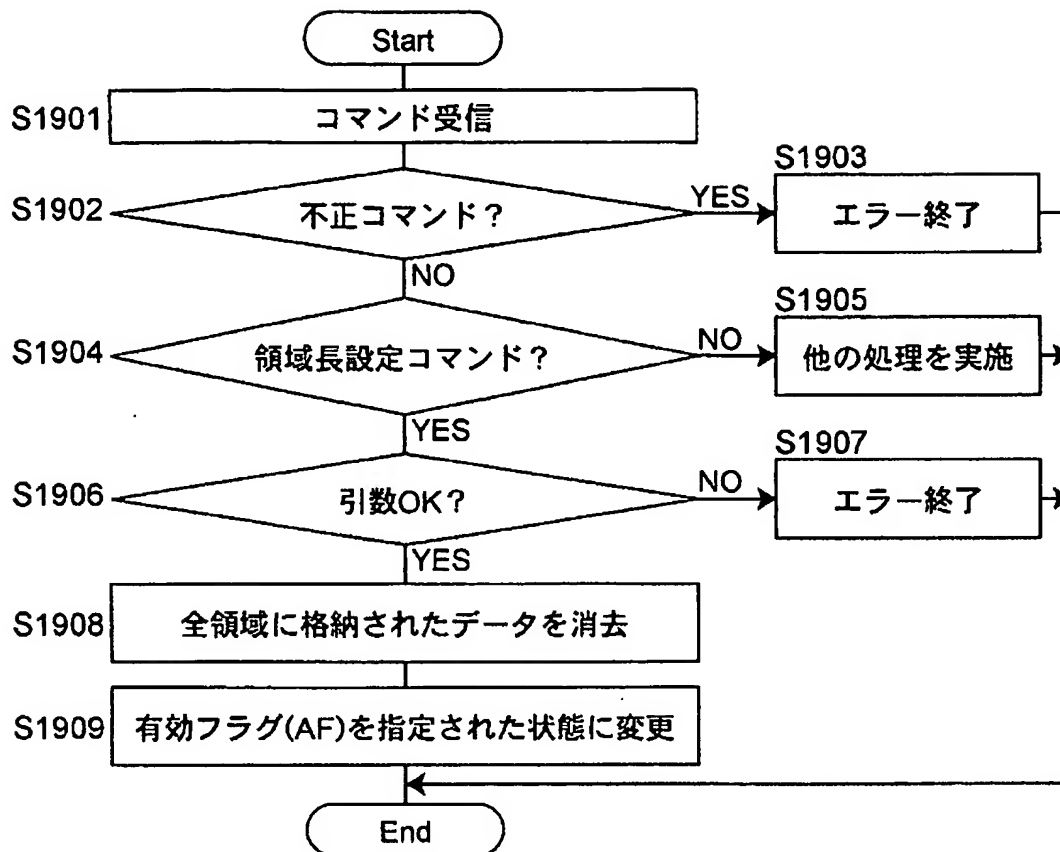 Start
S1901
コマンド受信
S1902
不正コマンド？
YES
S1903
エラー終了
NO
S1904
領域長設定コマンド？
NO
S1905
他の処理を実施
YES
S1906
引数OK？
NO
S1907
エラー終了
YES
S1908
全領域に格納されたデータを消去
S1909
有効フラグ(AF)を指定された状態に変更
End